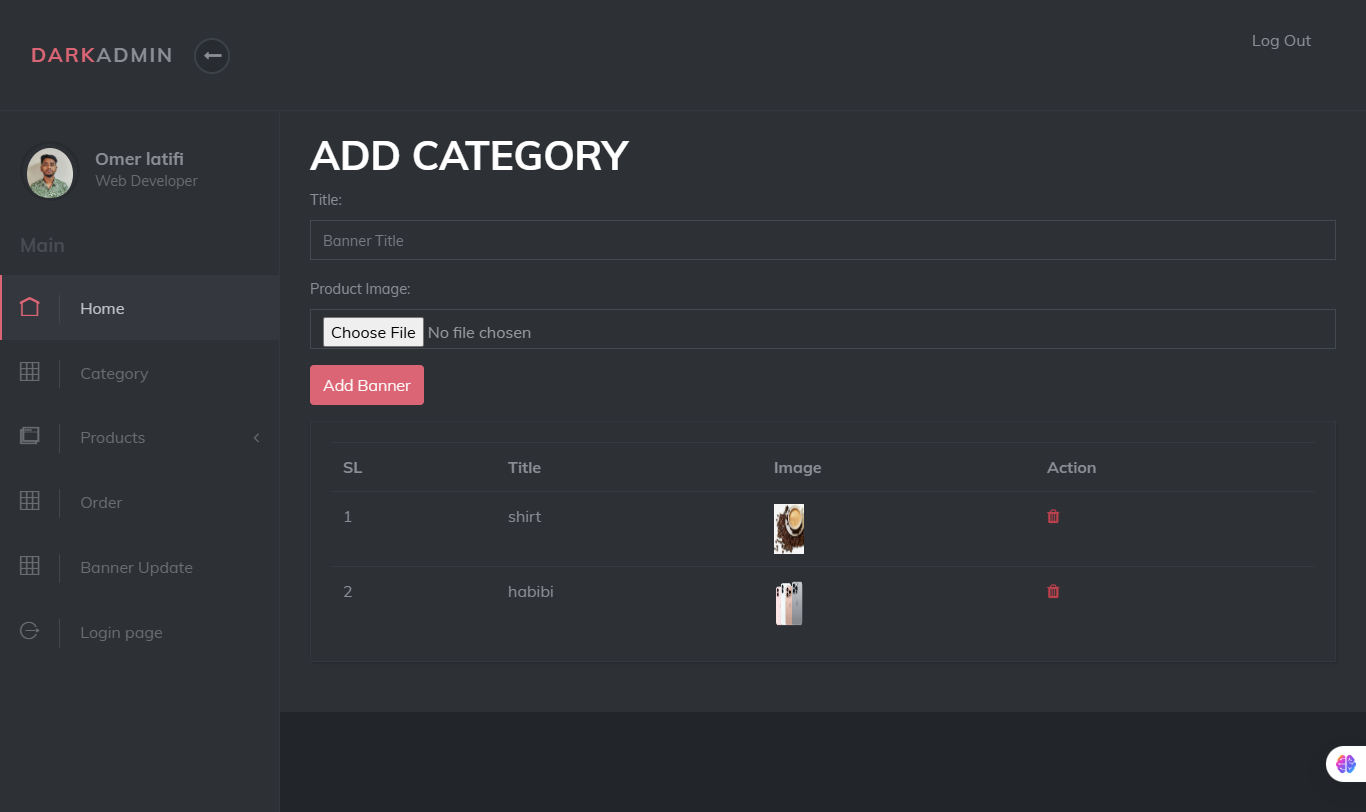 DARKADMIN
Log Out
Omer latifi
Web Developer
Main
Home
Category
Products
Order
Banner Update
Login page
ADD CATEGORY
Title:
Banner Title
Product Image:
Choose File No file chosen
Add Banner
SL Title Image Action
1 shirt
2 habibi